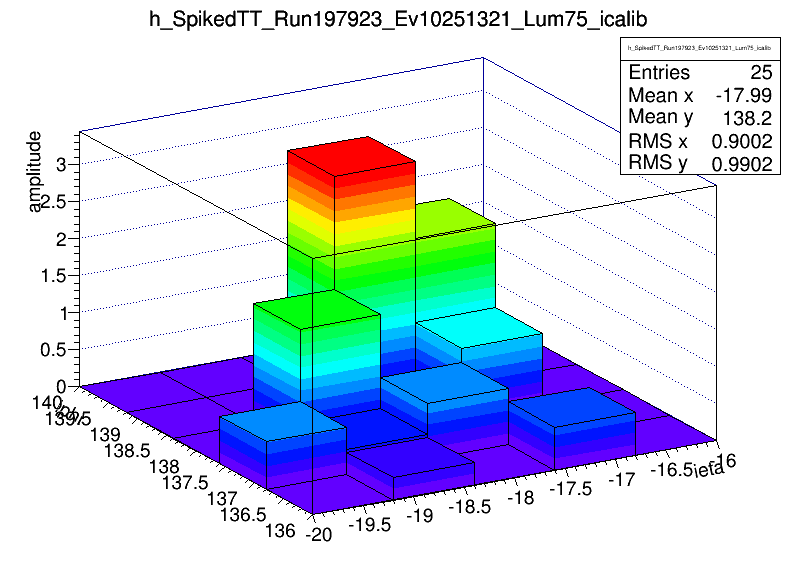 h_SpikedTT_Run197923_Ev10251321_Lum75_icalib
h_SpikedTT_Run197923_Ev10251321_Lum75_icalib
Entries 25
Mean x -17.99
Mean y 138.2
RMS x 0.9002
RMS y 0.9902
amplitude
3
2.5
2
1.5
1
0.5
0
140
139.5
139
138.5
138
137.5
137
136.5
136
-20
-19.5
-19
-18.5
-18
-17.5
-17
-16.5
-16
ieta